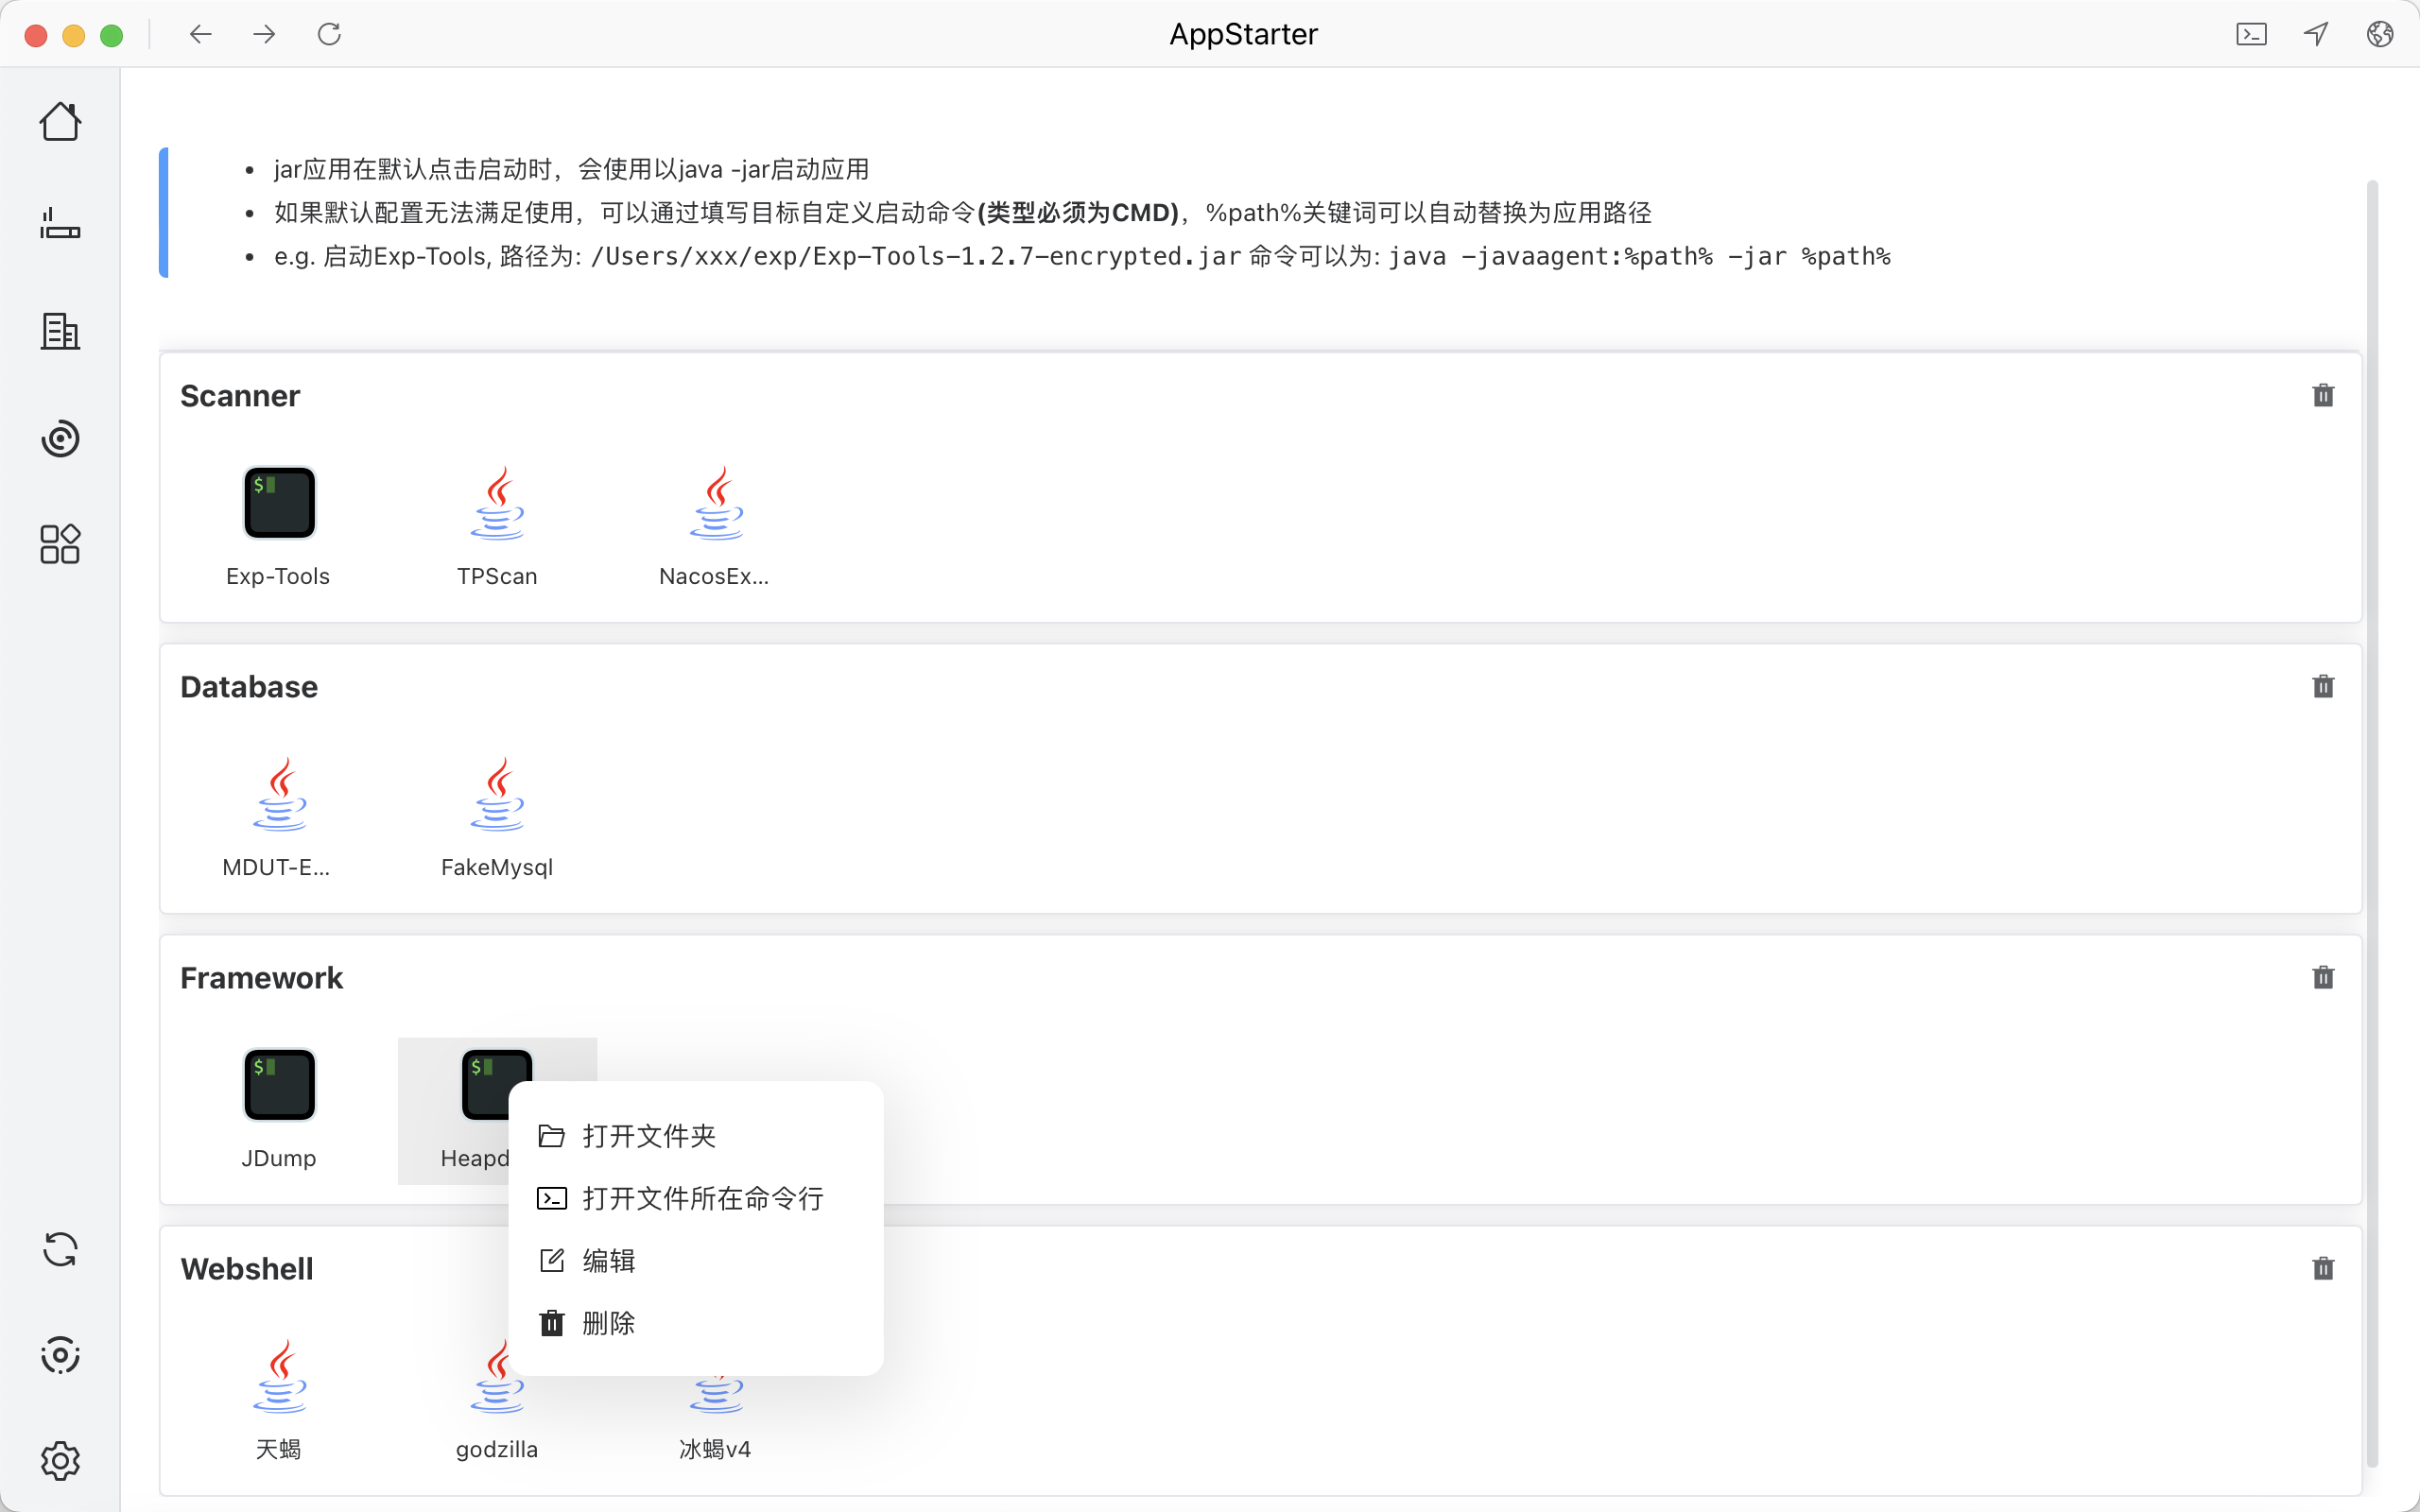 AppStarter
jar应用在默认点击启动时，会使用以java -jar启动应用
如果默认配置无法满足使用，可以通过填写目标自定义启动命令(类型必须为CMD)，%path%关键词可以自动替换为应用路径
e.g. 启动Exp-Tools, 路径为: /Users/xxx/exp/Exp-Tools-1.2.7-encrypted.jar 命令可以为: java -javaagent:%path% -jar %path%
Scanner
Exp-Tools TPScan NacosEx...
Database
MDUT-E... FakeMysql
Framework
JDump Heapd
打开文件夹
打开文件所在命令行
编辑
删除
Webshell
天蝎 godzilla 冰蝎v4